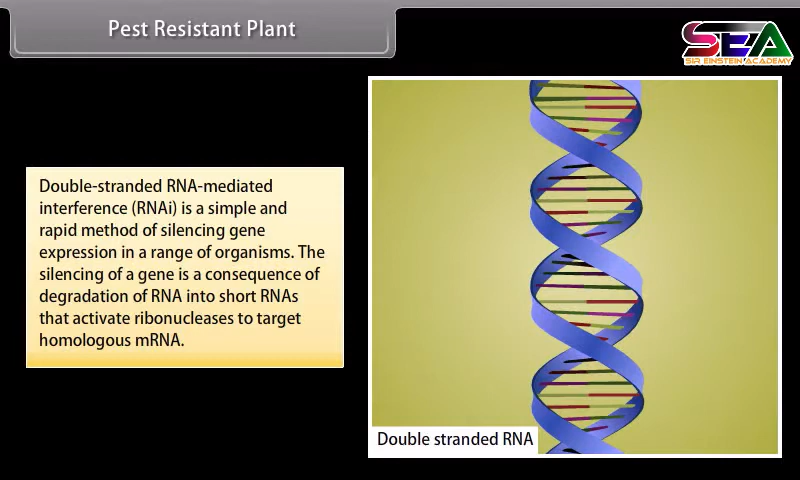 Pest Resistant Plant
SEA
SIR EINSTEIN ACADEMY
Double-stranded RNA-mediated
interference (RNAi) is a simple and
rapid method of silencing gene
expression in a range of organisms. The
silencing of a gene is a consequence of
degradation of RNA into short RNAs
that activate ribonucleases to target
homologous mRNA.
Double stranded RNA